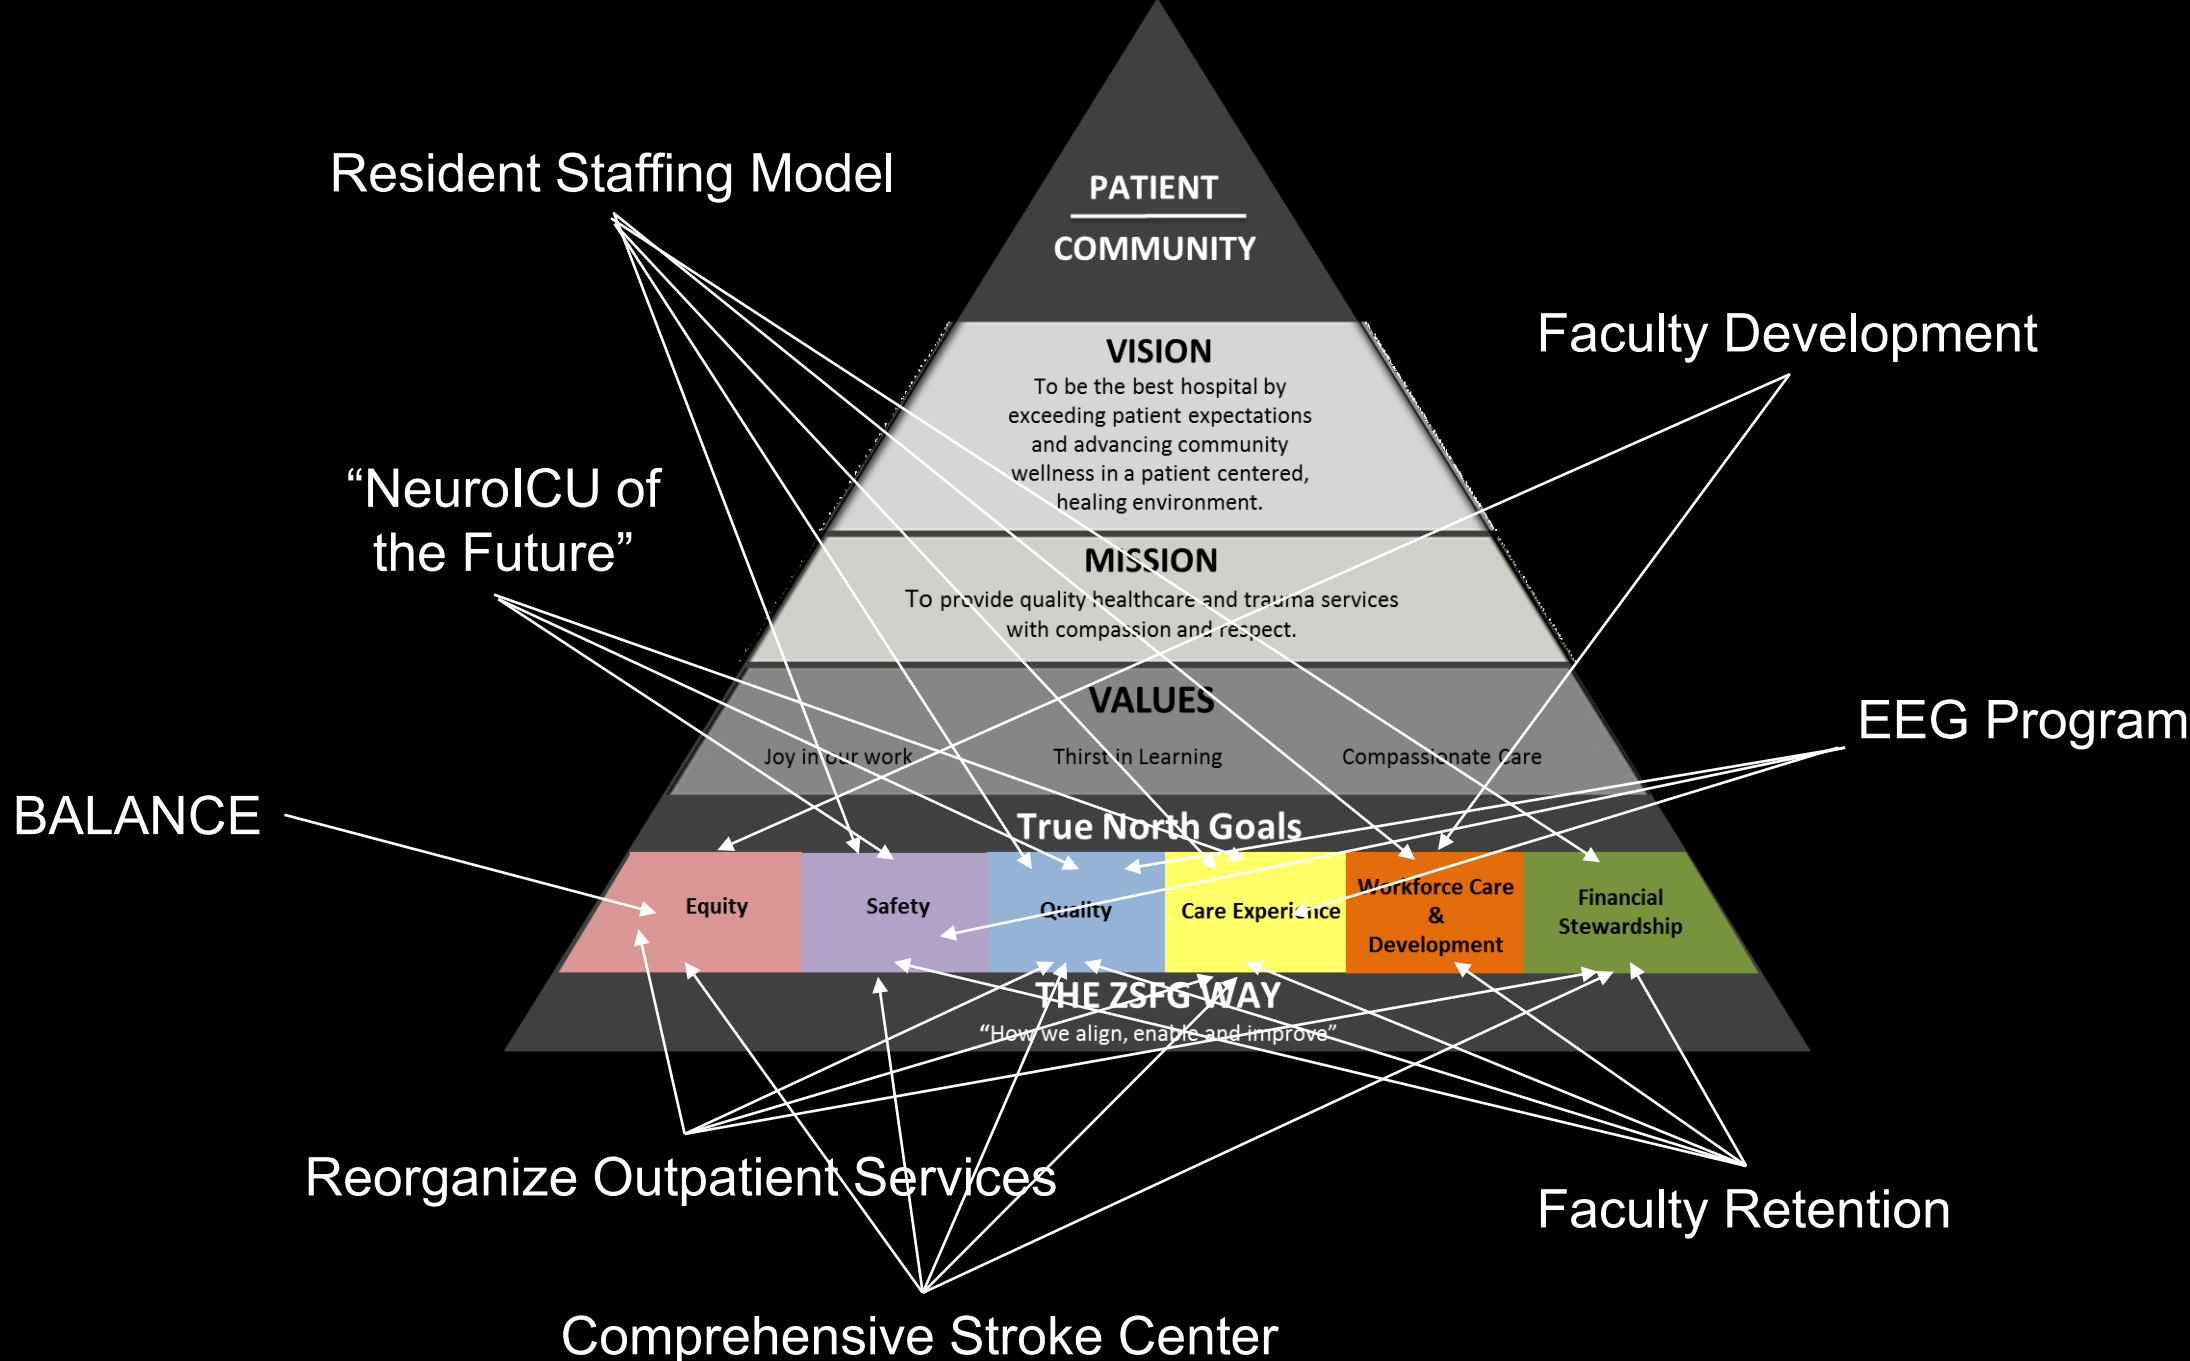 PATIENT
COMMUNITY
Resident Staffing Model
Faculty Development
VISION
To be the best hospital by
exceeding patient expectations
and advancing community
wellness in a patient centered,
healing environment.
“NeuroICU of
the Future”
MISSION
To provide quality healthcare and trauma services
with compassion and respect.
VALUES
Joy in our work
Thirst in Learning
Compassionate Care
EEG Program
BALANCE
True North Goals
Equity
Safety
Quality
Care Experience
Workforce Care
&
Development
Financial
Stewardship
THE ZSFG WAY
“How we align, enable and improve”
Reorganize Outpatient Services
Faculty Retention
Comprehensive Stroke Center